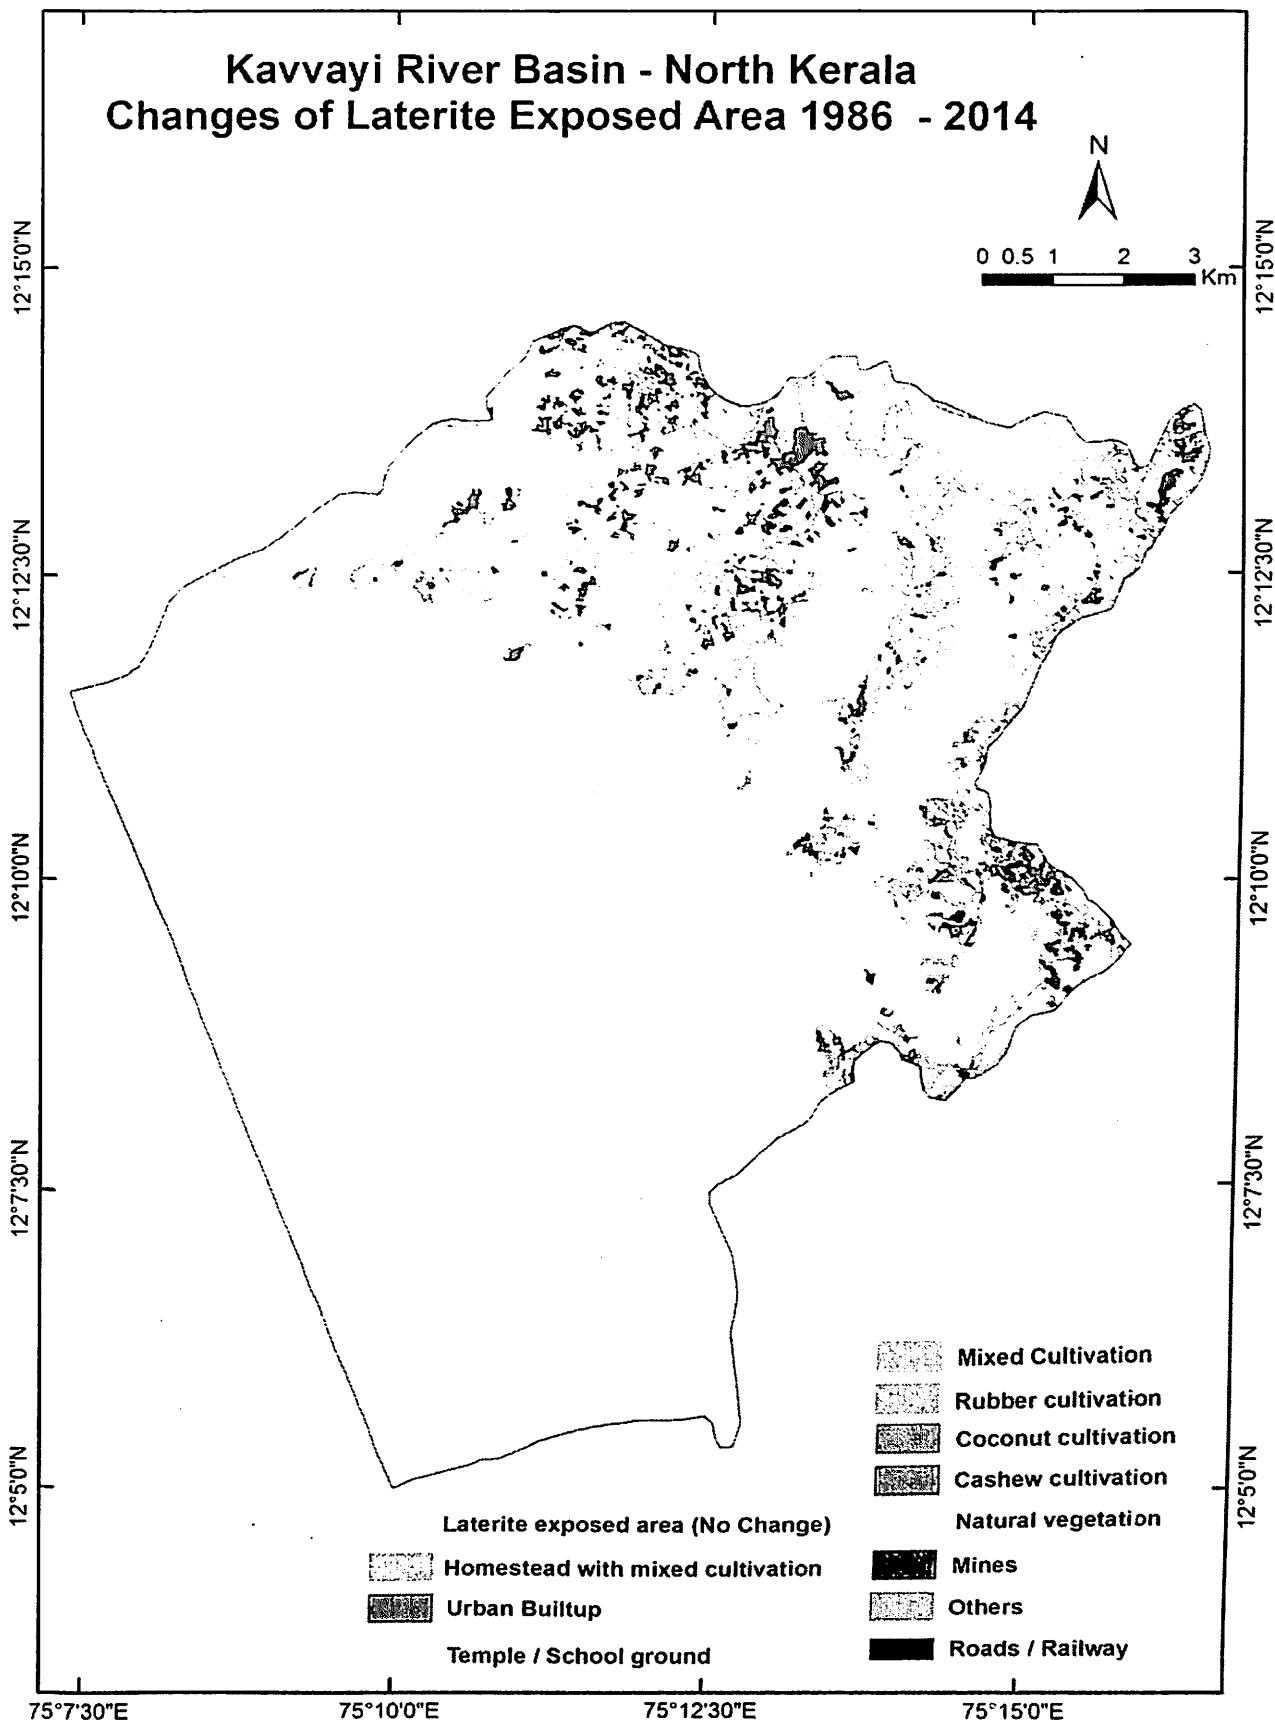 Kavvayi River Basin - North Kerala
Changes of Laterite Exposed Area 1986 - 2014
N
0 0.5 1 2 3
Km
12°15'0"N
12°15'0"N
12°12'30"N
12°12'30"N
12°10'0"N
12°10'0"N
12°7'30"N
12°7'30"N
12°5'0"N
12°5'0"N
Mixed Cultivation
Rubber cultivation
Coconut cultivation
Cashew cultivation
Laterite exposed area (No Change)
Natural vegetation
Homestead with mixed cultivation
Mines
Urban Builtup
Others
Temple / School ground
Roads / Railway
75°7'30"E
75°10'0"E
75°12'30"E
75°15'0"E